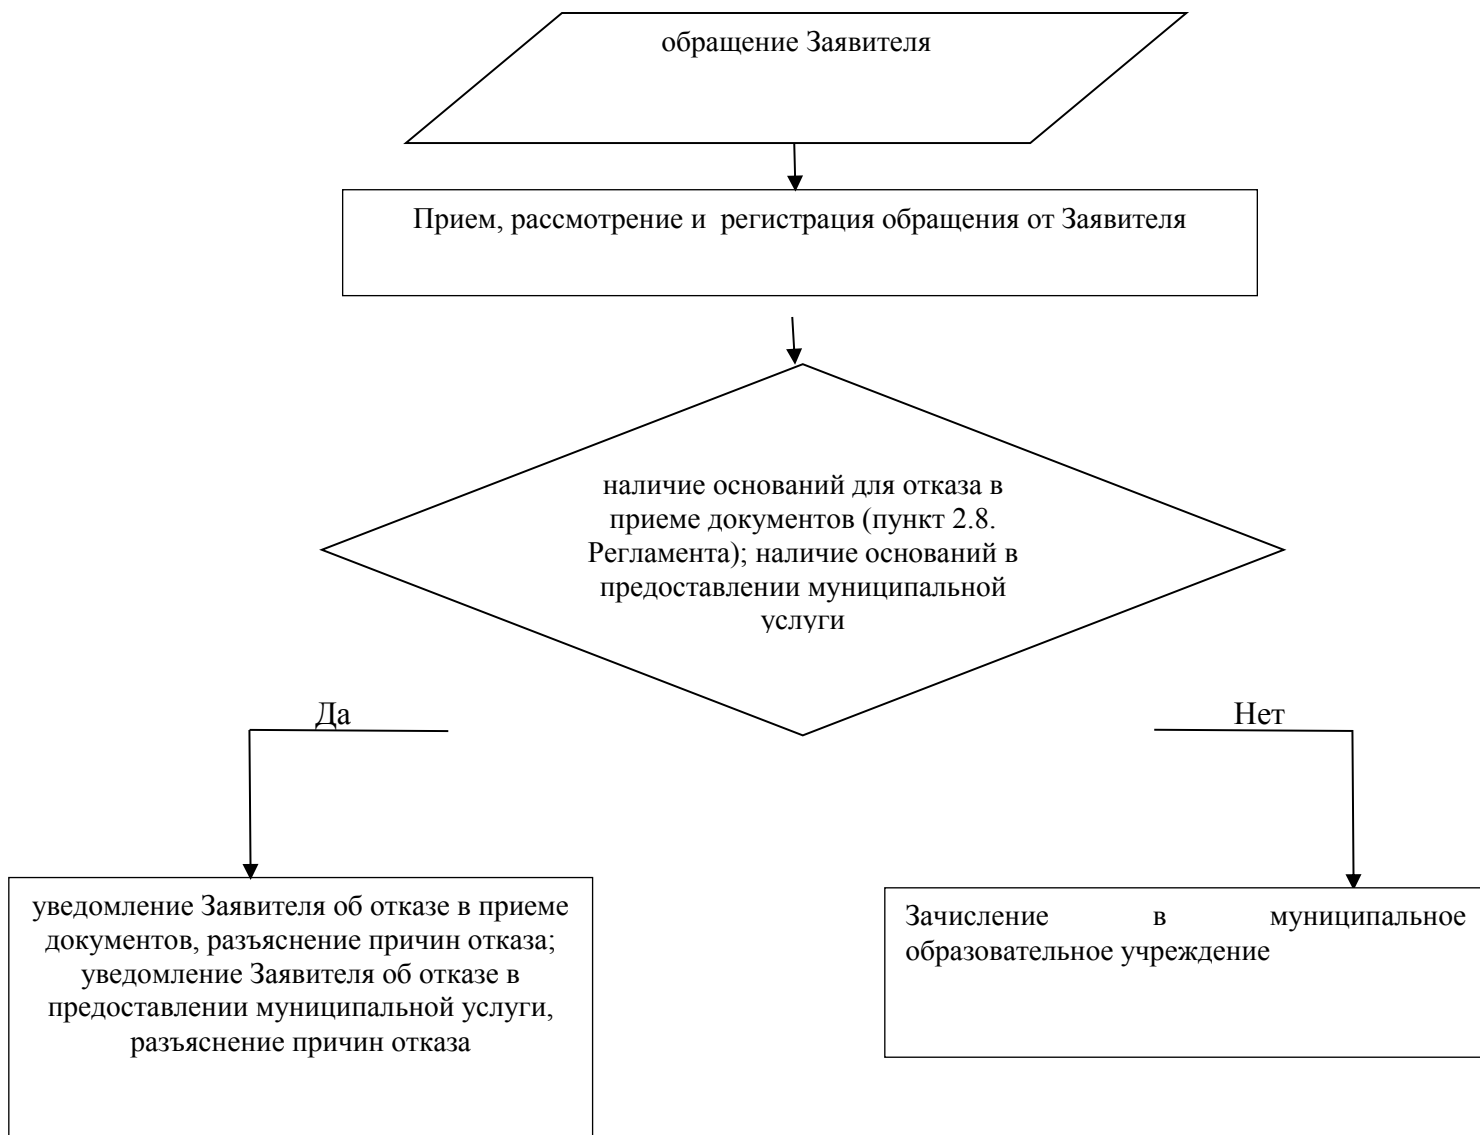 обращение Заявителя
Прием, рассмотрение и  регистрация обращения от Заявителя
наличие оснований для отказа в
приеме документов (пункт 2.8.
Регламента); наличие оснований в
предоставлении муниципальной
услуги
Да
Нет
уведомление Заявителя об отказе в приеме
документов, разъяснение причин отказа;
уведомление Заявителя об отказе в
предоставлении муниципальной услуги,
разъяснение причин отказа
Зачисление в муниципальное
образовательное учреждение